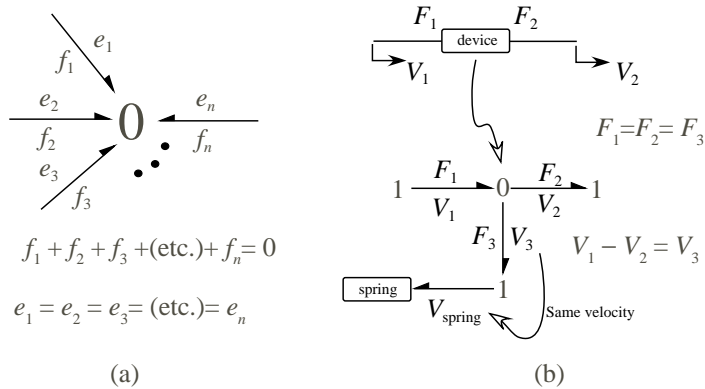 e₁
f₁
e₂
f₂
e₃
f₃
0
eₙ
fₙ
f₁ + f₂ + f₃ +(etc.)+ fₙ= 0
e₁ = e₂ = e₃= (etc.)= eₙ
(a)
F₁ device F₂
V₁ V₂
F₁=F₂= F₃
1 F₁ 0 F₂ 1
V₁ V₂
F₃ V₃
V₁ − V₂ = V₃
spring 1
Vspring Same velocity
(b)